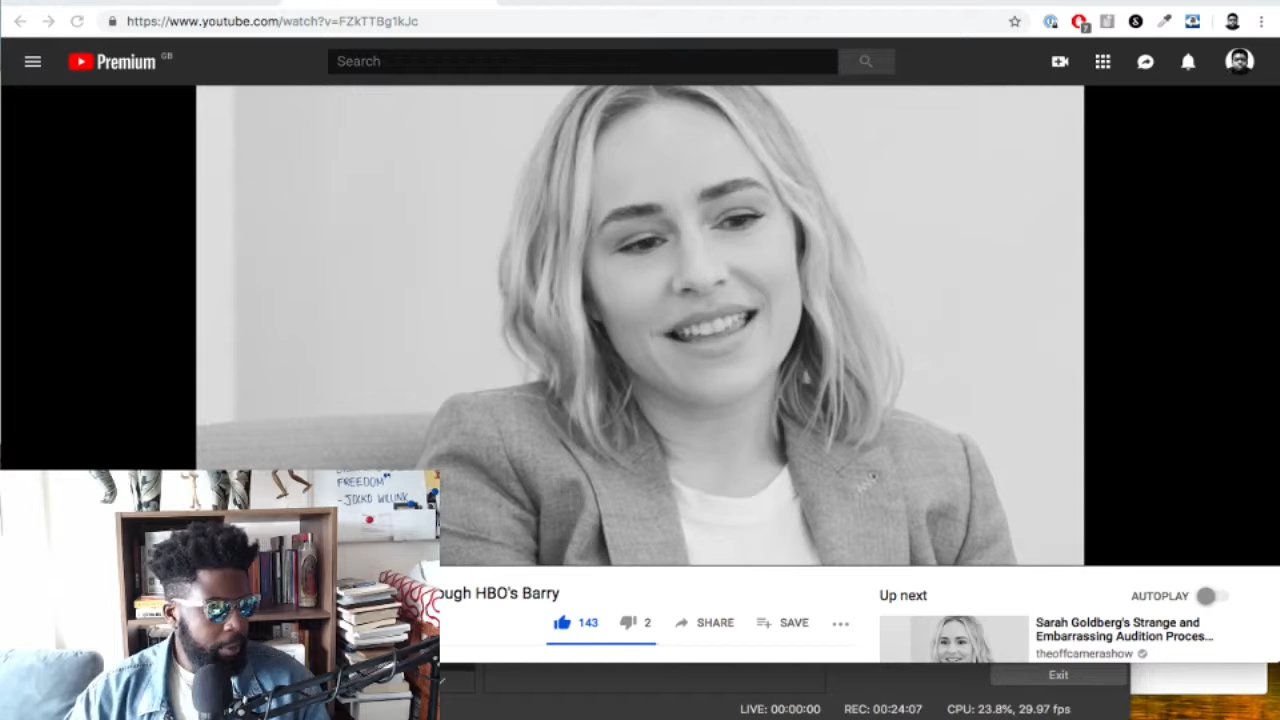 https://www.youtube.com/watch?v=FZkTTBg1kJc
7
S
Premium GB
Search
FREEDOM"
-JOCKO WILLINK
ough HBO's Barry
143
2
SHARE
SAVE
Up next
AUTOPLAY
Sarah Goldberg's Strange and
Embarrassing Audition Proces...
theoffcamerashow
Exit
LIVE: 00:00:00
REC: 00:24:07
CPU: 23.8%, 29.97 fps